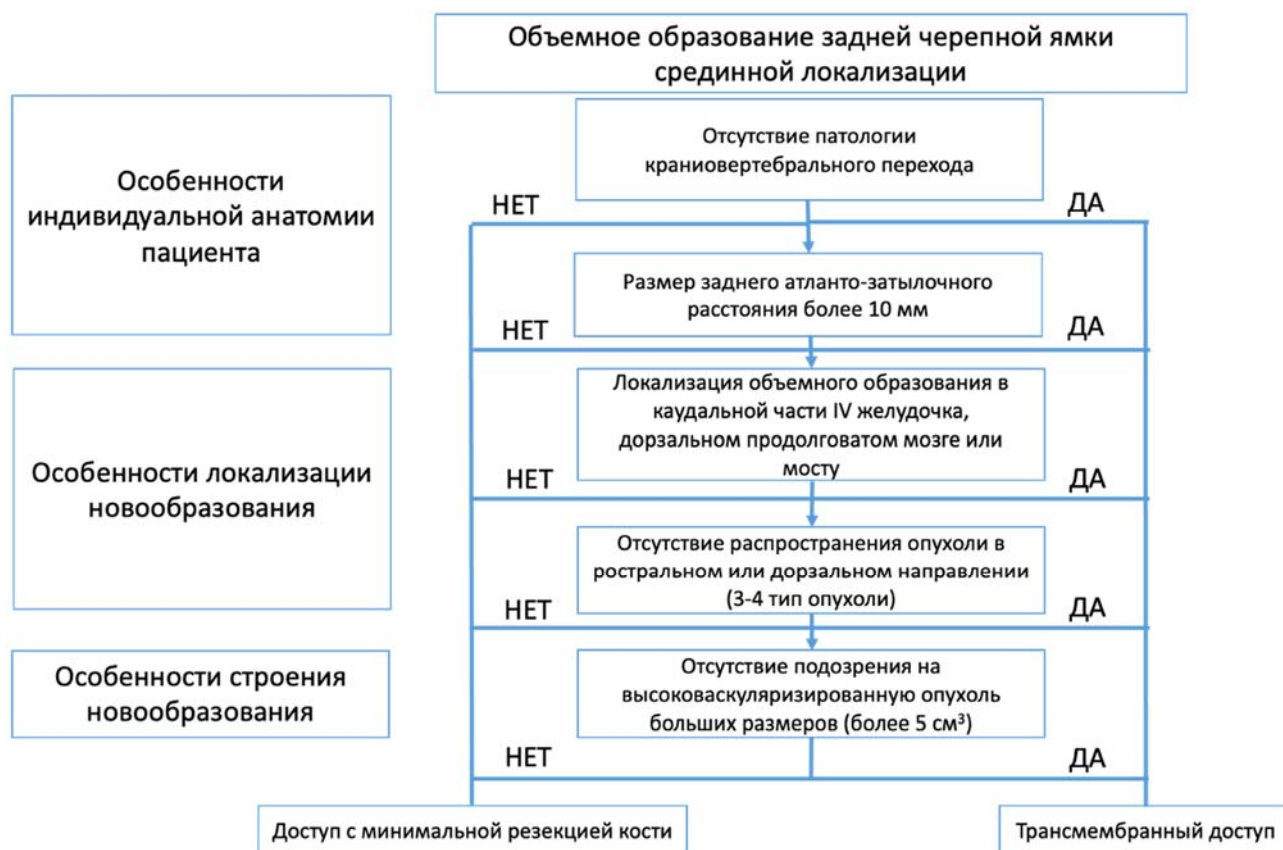 Объемное образование задней черепной ямки
срединной локализации
Особенности
индивидуальной анатомии
пациента
Отсутствие патологии
краниовертебрального перехода
НЕТ
ДА
Размер заднего атланто-затылочного
расстояния более 10 мм
НЕТ
ДА
Особенности локализации
новообразования
Локализация объемного образования в
каудальной части IV желудочка,
дорзальном продолговатом мозге или
мосту
НЕТ
ДА
Отсутствие распространения опухоли в
ростральном или дорзальном направлении
(3-4 тип опухоли)
НЕТ
ДА
Особенности строения
новообразования
Отсутствие подозрения на
высоковаскуляризированную опухоль
больших размеров (более 5 см³)
НЕТ
ДА
Доступ с минимальной резекцией кости
Трансмембранный доступ